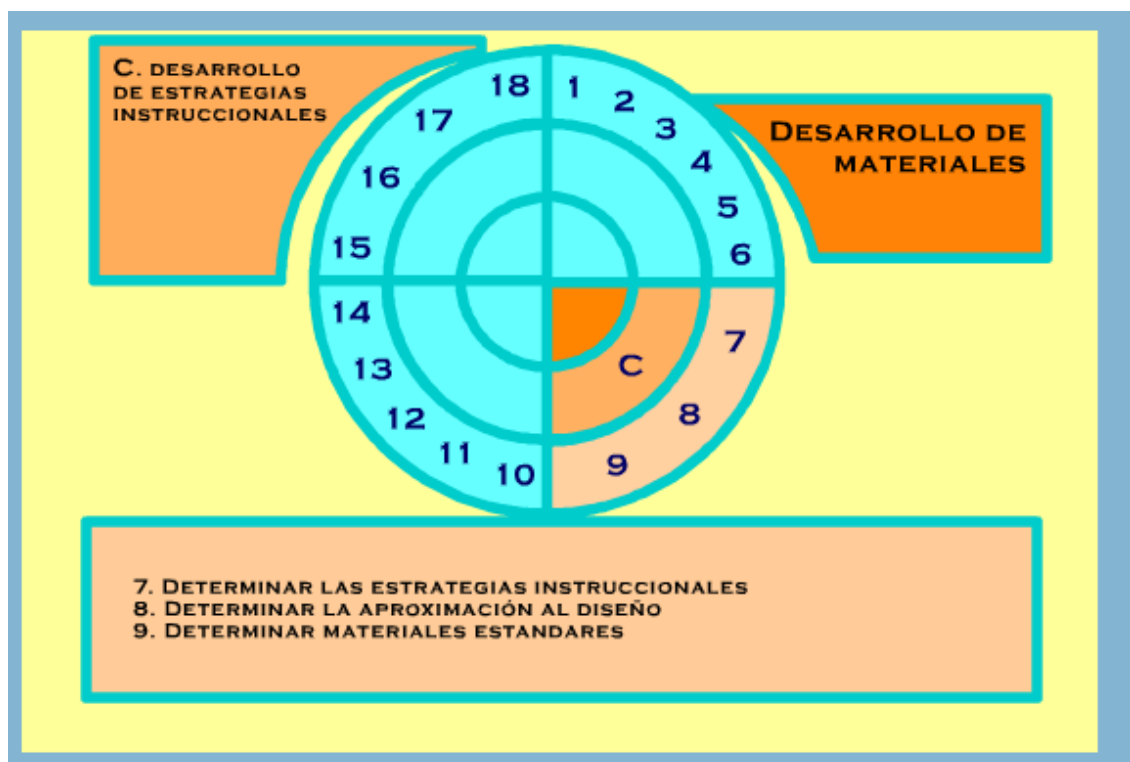 C. DESARROLLO
DE ESTRATEGIAS
INSTRUCCIONALES
DESARROLLO DE
MATERIALES
18
1
2
3
4
5
6
7
8
9
10
11
12
13
14
15
16
17
C
7. DETERMINAR LAS ESTRATEGIAS INSTRUCCIONALES
8. DETERMINAR LA APROXIMACIÓN AL DISEÑO
9. DETERMINAR MATERIALES ESTANDARES